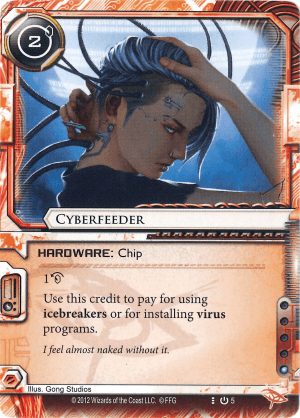 2
CYBERFEEDER
HARDWARE: Chip
1
Use this credit to pay for using
icebreakers or for installing virus
programs.
I feel almost naked without it.
Illus. Gong Studios
© 2012 Wizards of the Coast LLC. © FFG 5